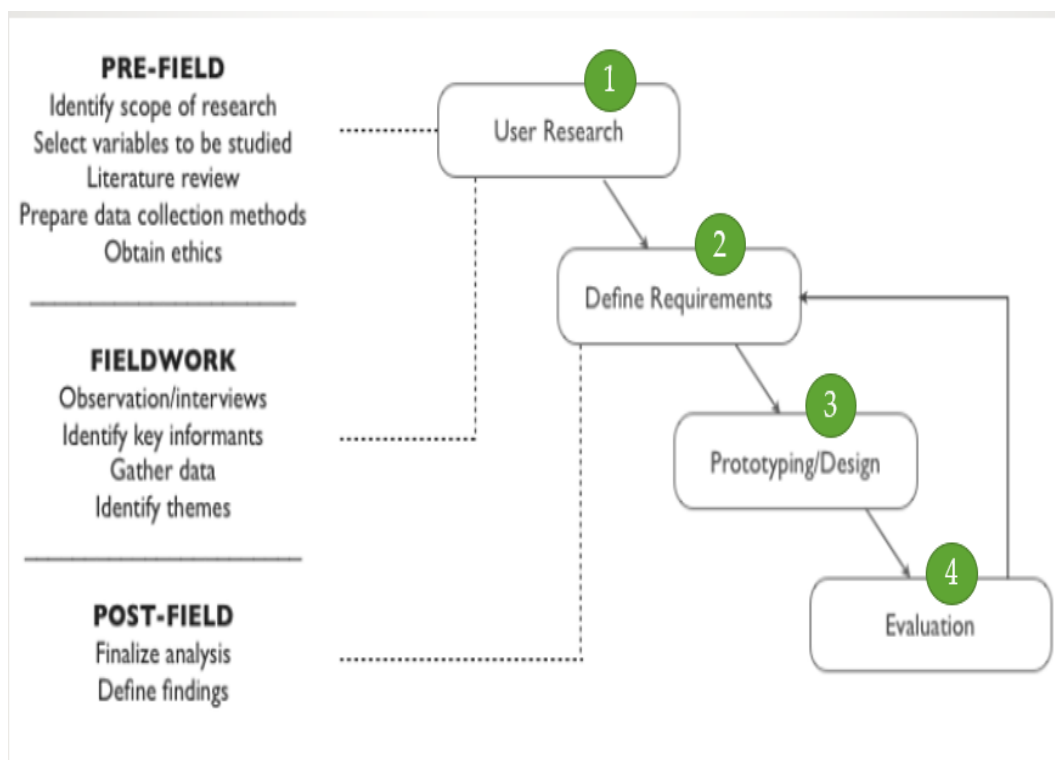 PRE-FIELD
Identify scope of research
Select variables to be studied
Literature review
Prepare data collection methods
Obtain ethics
FIELDWORK
Observation/interviews
Identify key informants
Gather data
Identify themes
POST-FIELD
Finalize analysis
Define findings
1
User Research
2
Define Requirements
3
Prototyping/Design
4
Evaluation